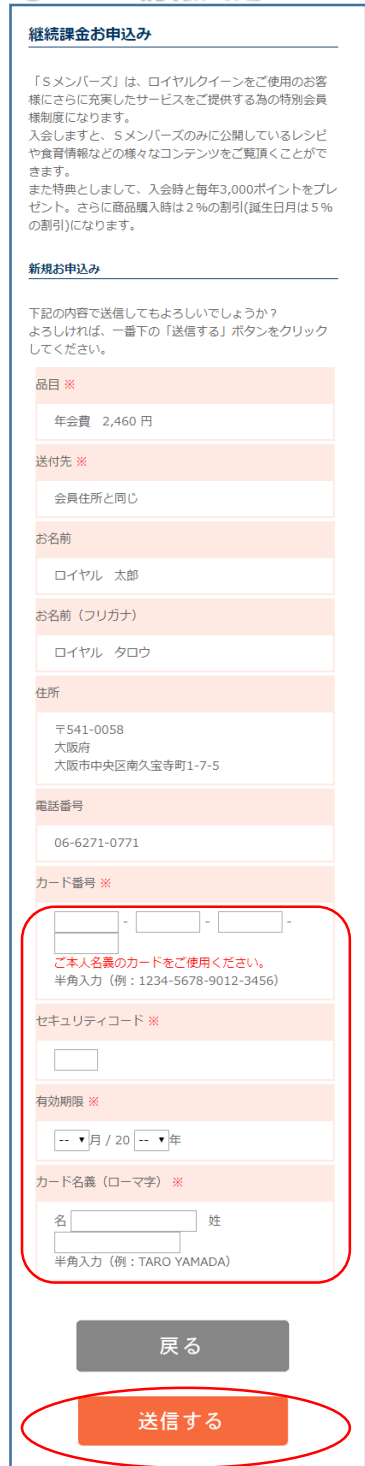 継続課金お申込み
「Sメンバーズ」は、ロイヤルクイーンをご使用のお客
様にさらに充実したサービスをご提供する為の特別会員
様制度になります。
入会しますと、Sメンバーズのみに公開しているレシピ
や食育情報などの様々なコンテンツをご覧頂くことがで
きます。
また特典としまして、入会時と毎年3,000ポイントをプレ
ゼント。さらに商品購入時は2%の割引(誕生日月は5%
の割引)になります。
新規お申込み
下記の内容で送信してもよろしいでしょうか?
よろしければ、一番下の「送信する」ボタンをクリック
してください。
品目 ※
年会費 2,460 円
送付先 ※
会員住所と同じ
お名前
ロイヤル 太郎
お名前(フリガナ)
ロイヤル タロウ
住所
〒541-0058
大阪府
大阪市中央区南久宝寺町1-7-5
電話番号
06-6271-0771
カード番号 ※
- - -
ご本人名義のカードをご使用ください。
半角入力(例:1234-5678-9012-3456)
セキュリティコード ※
有効期限 ※
-- 月 / 20 -- 年
カード名義(ローマ字) ※
名 姓
半角入力(例:TARO YAMADA)
戻る
送信する